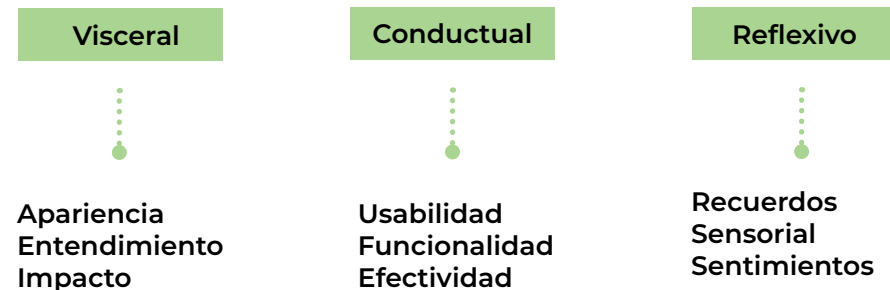 Visceral
Apariencia
Entendimiento
Impacto
Conductual
Usabilidad
Funcionalidad
Efectividad
Reflexivo
Recuerdos
Sensorial
Sentimientos